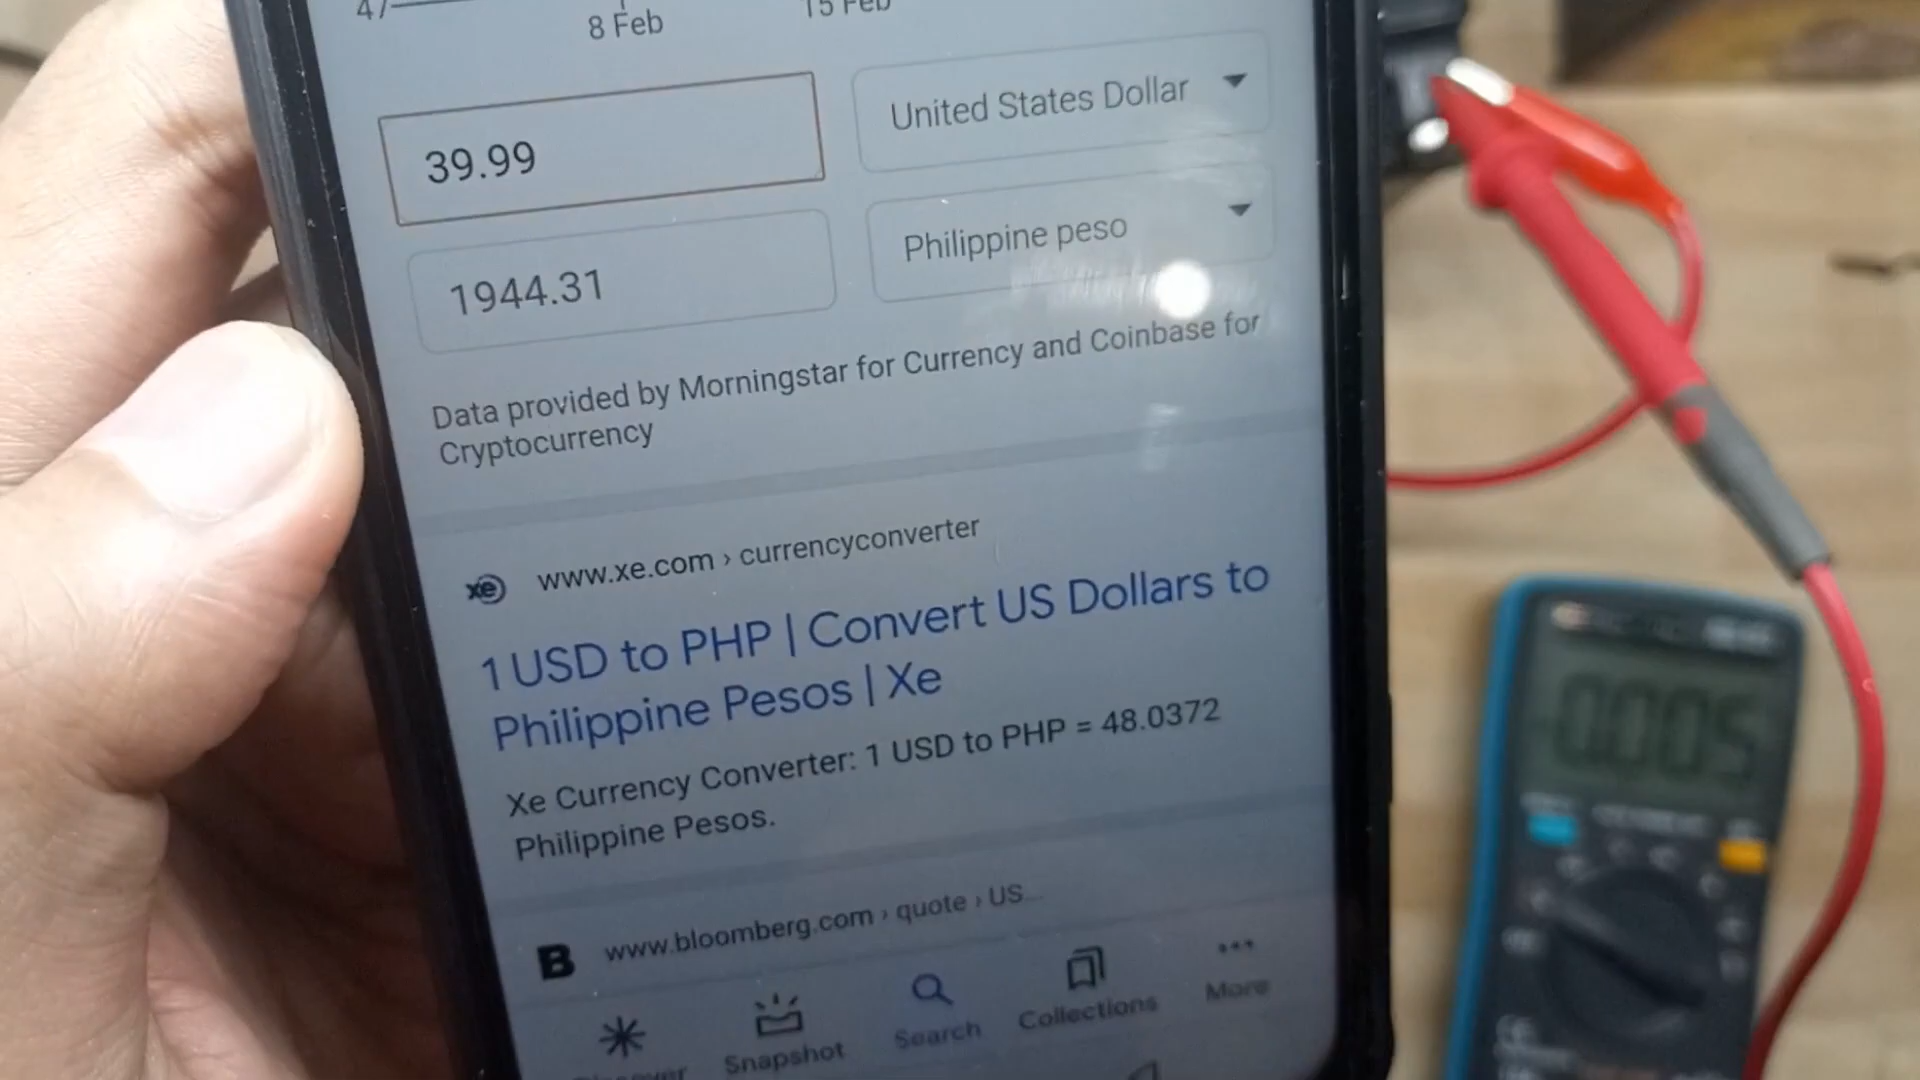 47
8 Feb
15 Feb
39.99
United States Dollar
1944.31
Philippine peso
Data provided by Morningstar for Currency and Coinbase for
Cryptocurrency
xe
www.xe.com › currencyconverter
1 USD to PHP | Convert US Dollars to
Philippine Pesos | Xe
Xe Currency Converter: 1 USD to PHP = 48.0372
Philippine Pesos.
B
www.bloomberg.com › quote › US...
Discover
Snapshot
Search
Collections
More
0.005